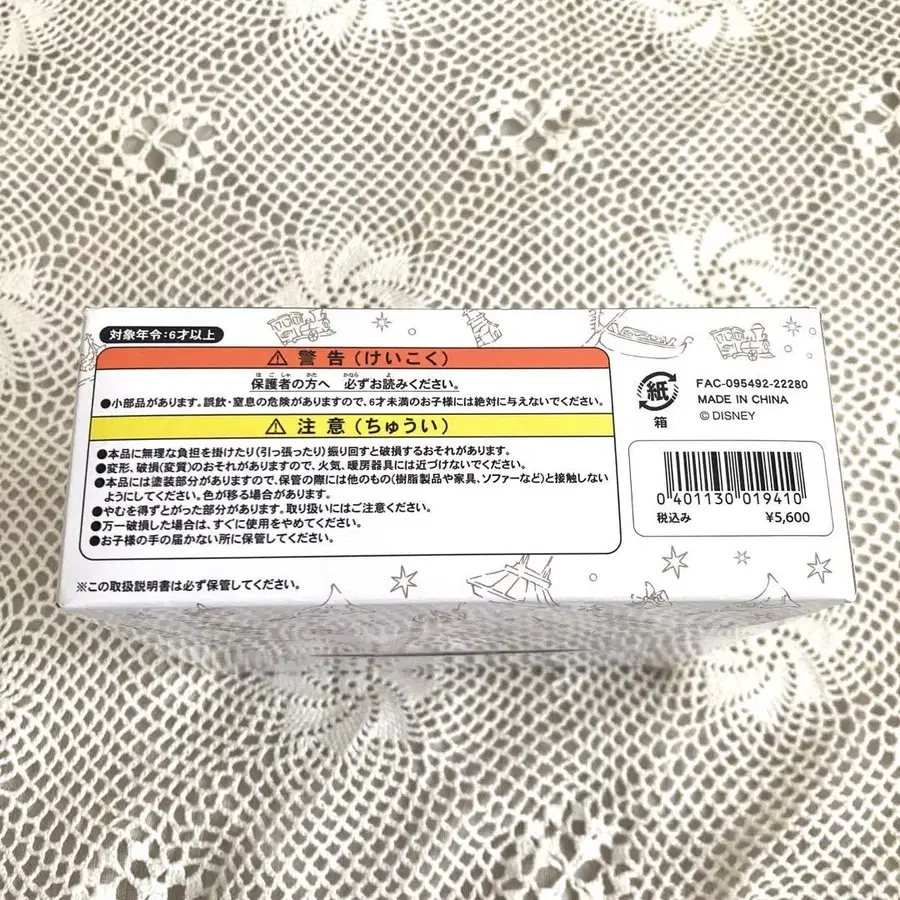 対象年令:6才以上
⚠ 警告(けいこく)
保護者の方へ 必ずお読みください。
●小部品があります。誤飲・窒息の危険がありますので、6才未満のお子様には絶対に与えないでください。
⚠ 注意(ちゅうい)
●本品に無理な負担を掛けたり(引っ張ったり)振り回すと破損するおそれがあります。
●変形、破損(変質)のおそれがありますので、火気、暖房器具には近づけないでください。
●本品には塗装部分がありますので、保管の際には他のもの(樹脂製品や家具、ソファーなど)と接触しない
ようにしてください。色が移る場合があります。
●やむを得ずとがった部分があります。取り扱いにはご注意ください。
●万一破損した場合は、すぐに使用をやめてください。
●お子様の手の届かない所に保管してください。
※この取扱説明書は必ず保管してください。
紙
箱
FAC-095492-22280
MADE IN CHINA
©DISNEY
0 401130 019410
税込み ¥5,600